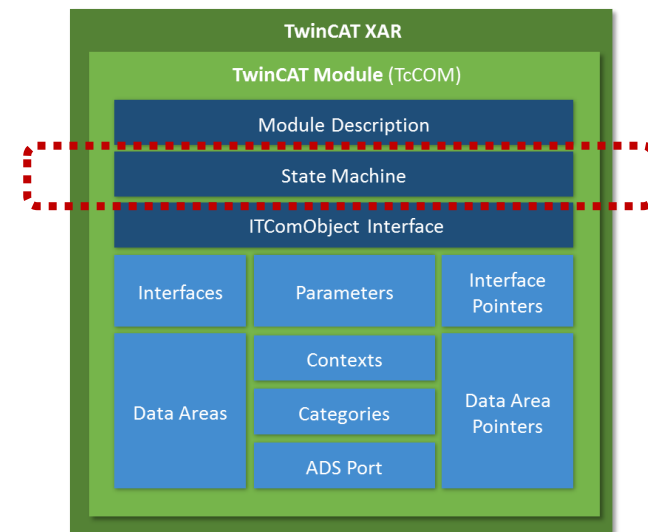 TwinCAT XAR
TwinCAT Module (TcCOM)
Module Description
State Machine
ITComObject Interface
Interfaces
Parameters
Interface
Pointers
Data Areas
Contexts
Categories
ADS Port
Data Area
Pointers